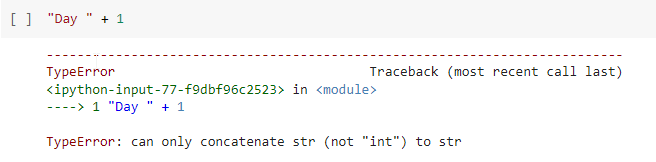 [ ] "Day " + 1
---------------------------------------------------------------------------
TypeError                                 Traceback (most recent call last)
<ipython-input-77-f9dbf96c2523> in <module>
----> 1 "Day " + 1

TypeError: can only concatenate str (not "int") to str